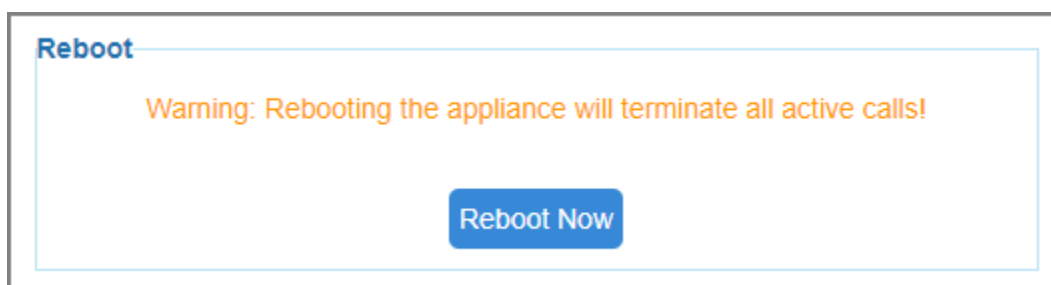 Reboot
Warning: Rebooting the appliance will terminate all active calls!
Reboot Now